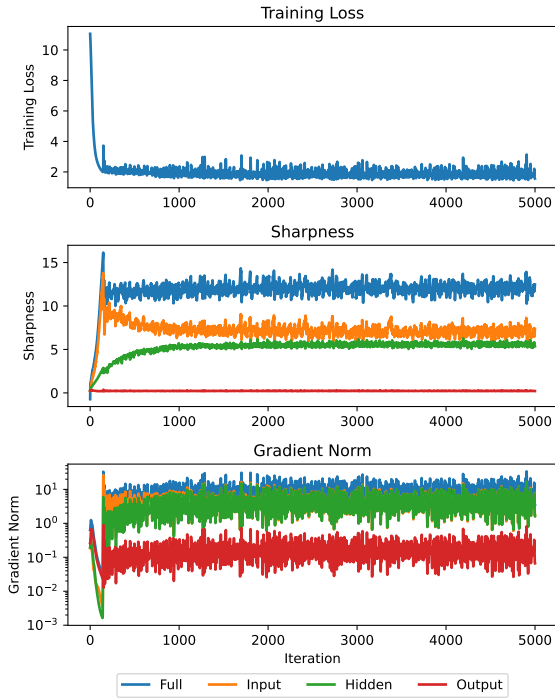 Training Loss
Training Loss
10
8
6
4
2
0 1000 2000 3000 4000 5000
Sharpness
Sharpness
15
10
5
0
0 1000 2000 3000 4000 5000
Gradient Norm
Gradient Norm
10¹
10⁰
10⁻¹
10⁻²
10⁻³
0 1000 2000 3000 4000 5000
Iteration
Full Input Hidden Output